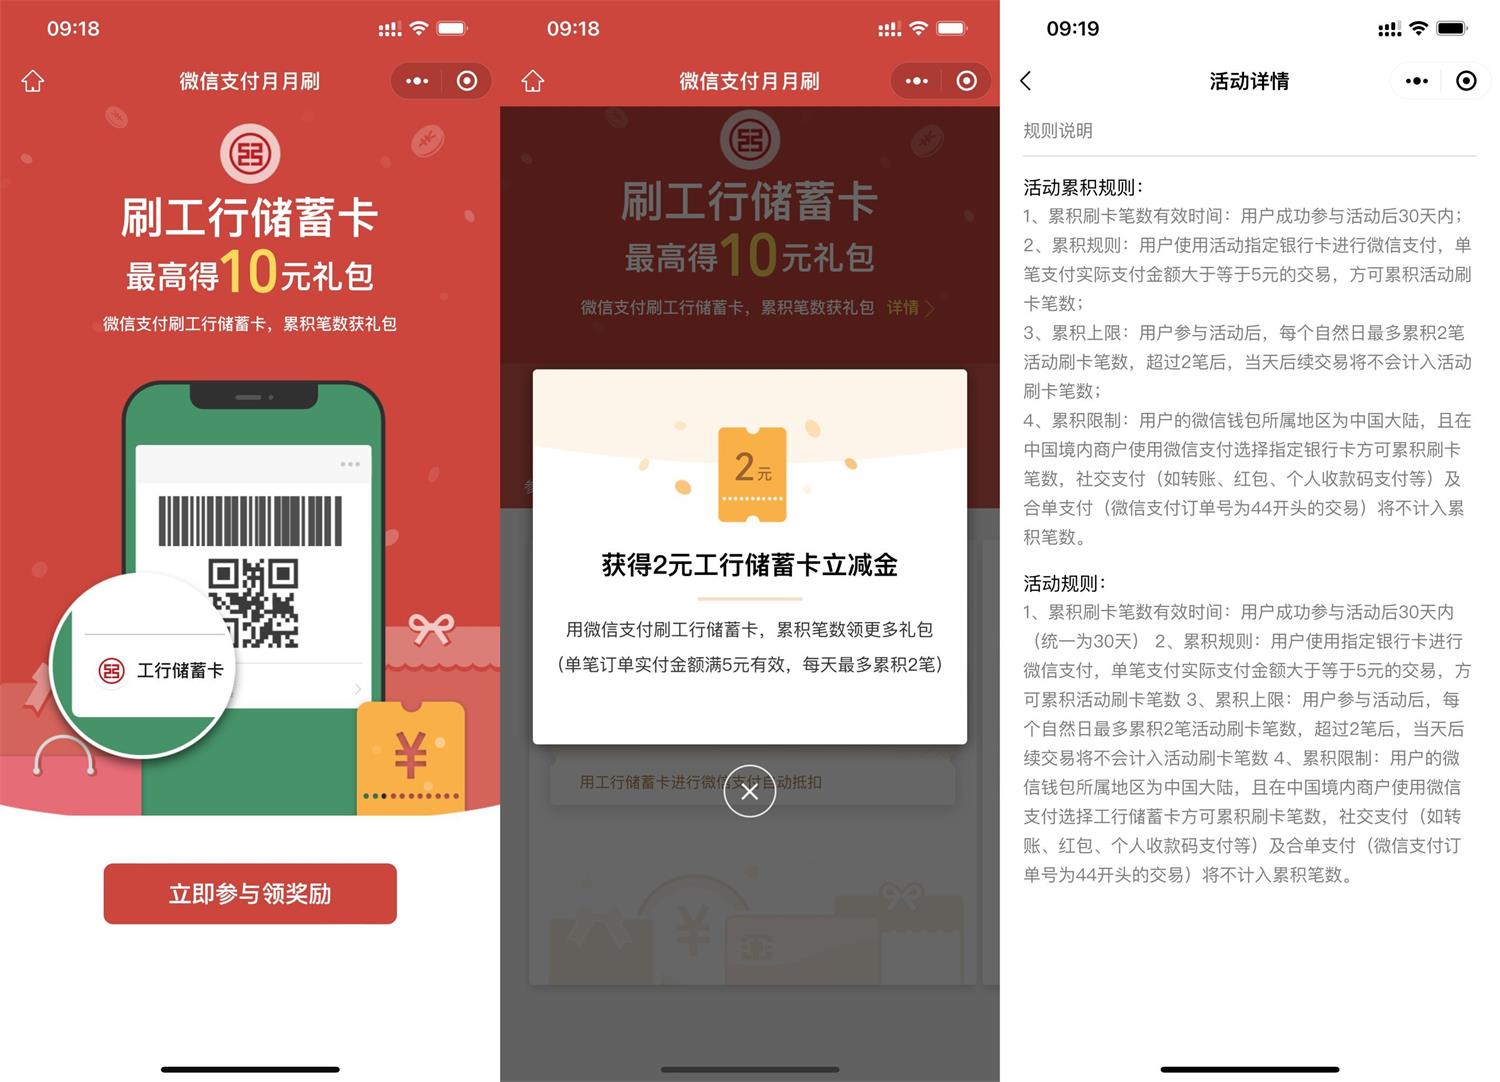 09:18
微信支付月月刷
刷工行储蓄卡
最高得10元礼包
微信支付刷工行储蓄卡，累积笔数获礼包
工行储蓄卡
¥
立即参与领奖励
09:18
微信支付月月刷
刷工行储蓄卡
最高得10元礼包
微信支付刷工行储蓄卡，累积笔数获礼包 详情
2元
获得2元工行储蓄卡立减金
用微信支付刷工行储蓄卡，累积笔数领更多礼包
（单笔订单实付金额满5元有效，每天最多累积2笔）
用工行储蓄卡进行微信支付自动抵扣
¥
09:19
活动详情
规则说明
活动累积规则：
1、累积刷卡笔数有效时间：用户成功参与活动后30天内；
2、累积规则：用户使用活动指定银行卡进行微信支付，单
笔支付实际支付金额大于等于5元的交易，方可累积活动刷
卡笔数；
3、累积上限：用户参与活动后，每个自然日最多累积2笔
活动刷卡笔数，超过2笔后，当天后续交易将不会计入活动
刷卡笔数；
4、累积限制：用户的微信钱包所属地区为中国大陆，且在
中国境内商户使用微信支付选择指定银行卡方可累积刷卡
笔数，社交支付（如转账、红包、个人收款码支付等）及
合单支付（微信支付订单号为44开头的交易）将不计入累
积笔数。
活动规则：
1、累积刷卡笔数有效时间：用户成功参与活动后30天内
（统一为30天） 2、累积规则：用户使用指定银行卡进行
微信支付，单笔支付实际支付金额大于等于5元的交易，方
可累积活动刷卡笔数 3、累积上限：用户参与活动后，每
个自然日最多累积2笔活动刷卡笔数，超过2笔后，当天后
续交易将不会计入活动刷卡笔数 4、累积限制：用户的微
信钱包所属地区为中国大陆，且在中国境内商户使用微信
支付选择工行储蓄卡方可累积刷卡笔数，社交支付（如转
账、红包、个人收款码支付等）及合单支付（微信支付订
单号为44开头的交易）将不计入累积笔数。